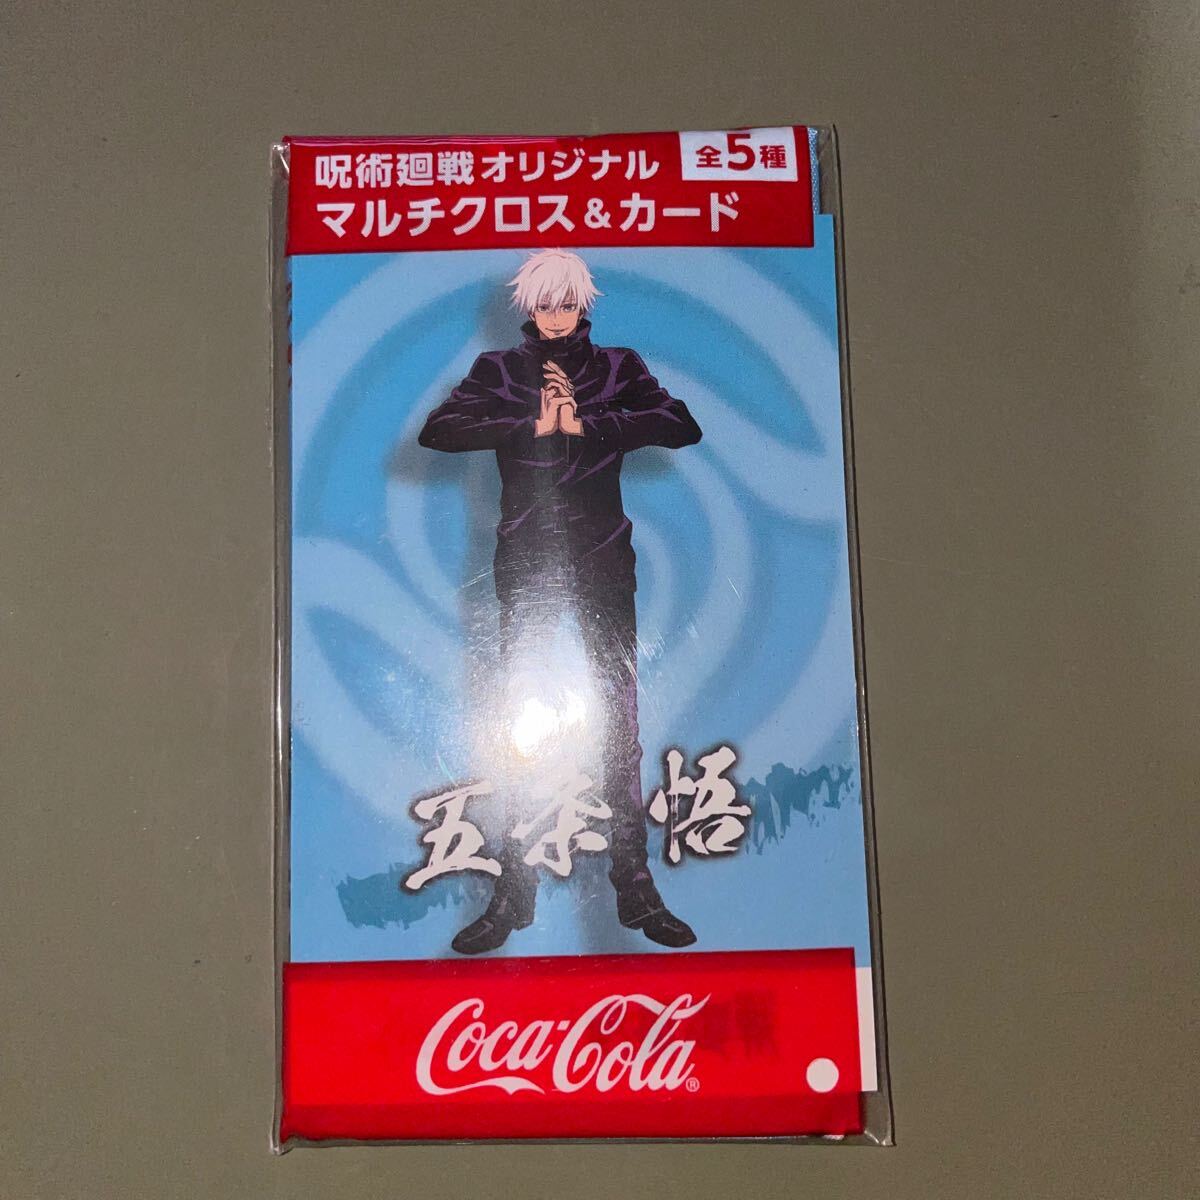 呪術廻戦オリジナル
マルチクロス&カード
全5種
五条 悟
Coca-Cola®